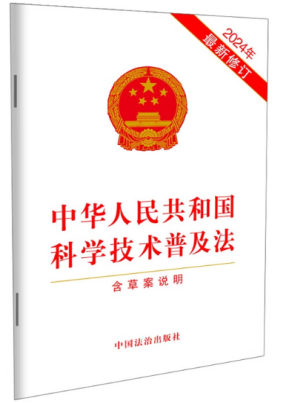 2024年
最新修订
中华人民共和国
科学技术普及法
含草案说明
中国法治出版社